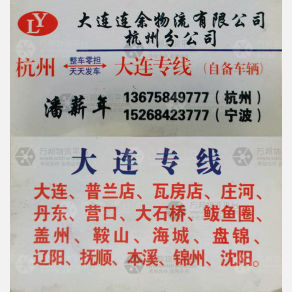 LY
大连连余物流有限公司
杭州分公司
杭州 整车零担 天天发车 大连专线（自备车辆）
潘薪年 13675849777（杭州）
15268423777（宁波）
大连专线
大连、普兰店、瓦房店、庄河、
丹东、营口、大石桥、鲅鱼圈、
盖州、鞍山、海城、盘锦、
辽阳、抚顺、本溪、锦州、沈阳。